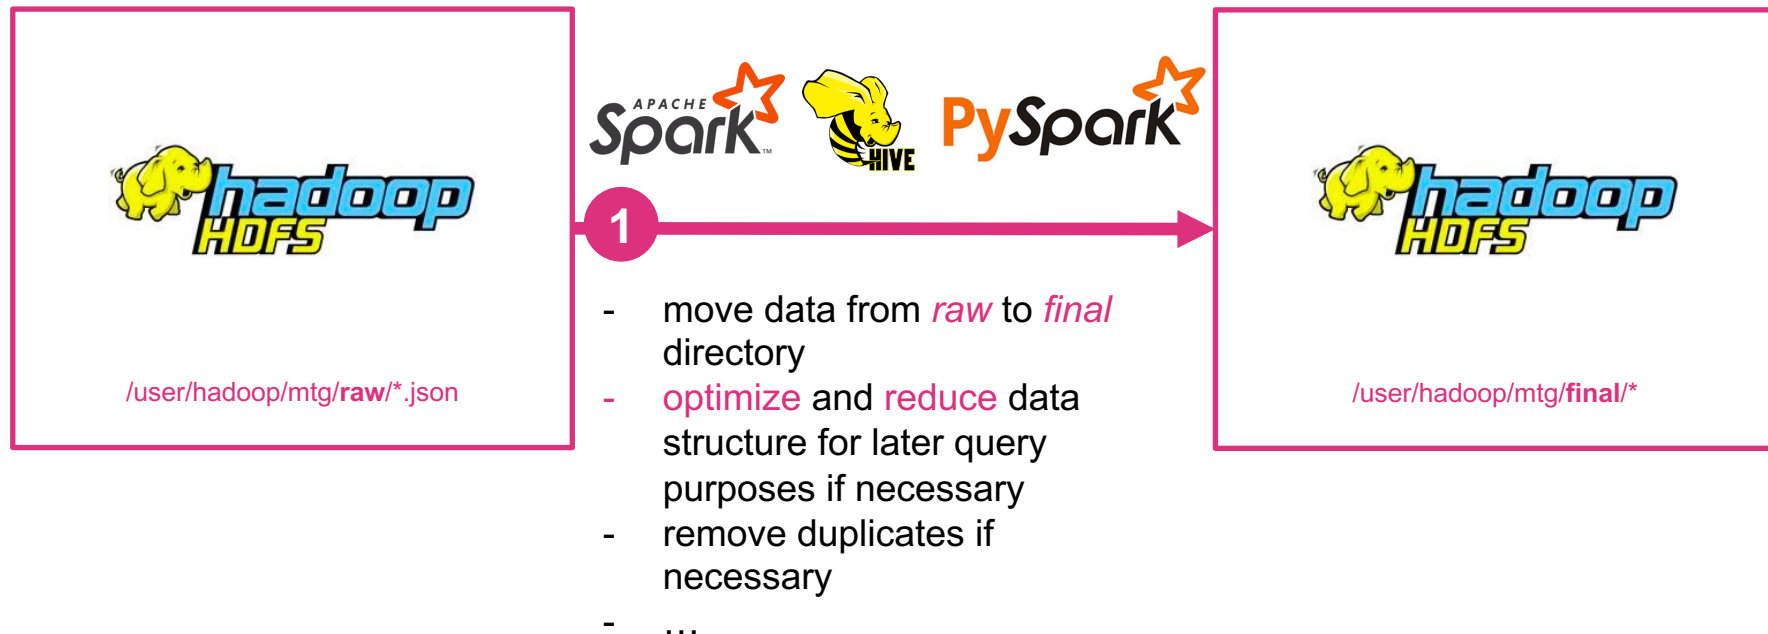 hadoop
HDFS
/user/hadoop/mtg/raw/*.json
APACHE
Spark™
HIVE
PySpark
1
- move data from raw to final
directory
- optimize and reduce data
structure for later query
purposes if necessary
- remove duplicates if
necessary
- ...
hadoop
HDFS
/user/hadoop/mtg/final/*